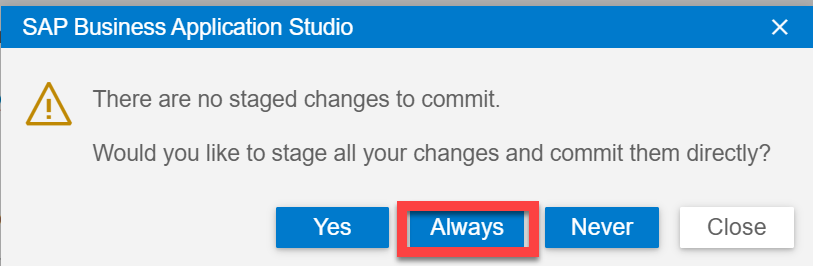 SAP Business Application Studio
There are no staged changes to commit.
Would you like to stage all your changes and commit them directly?
Yes Always Never Close